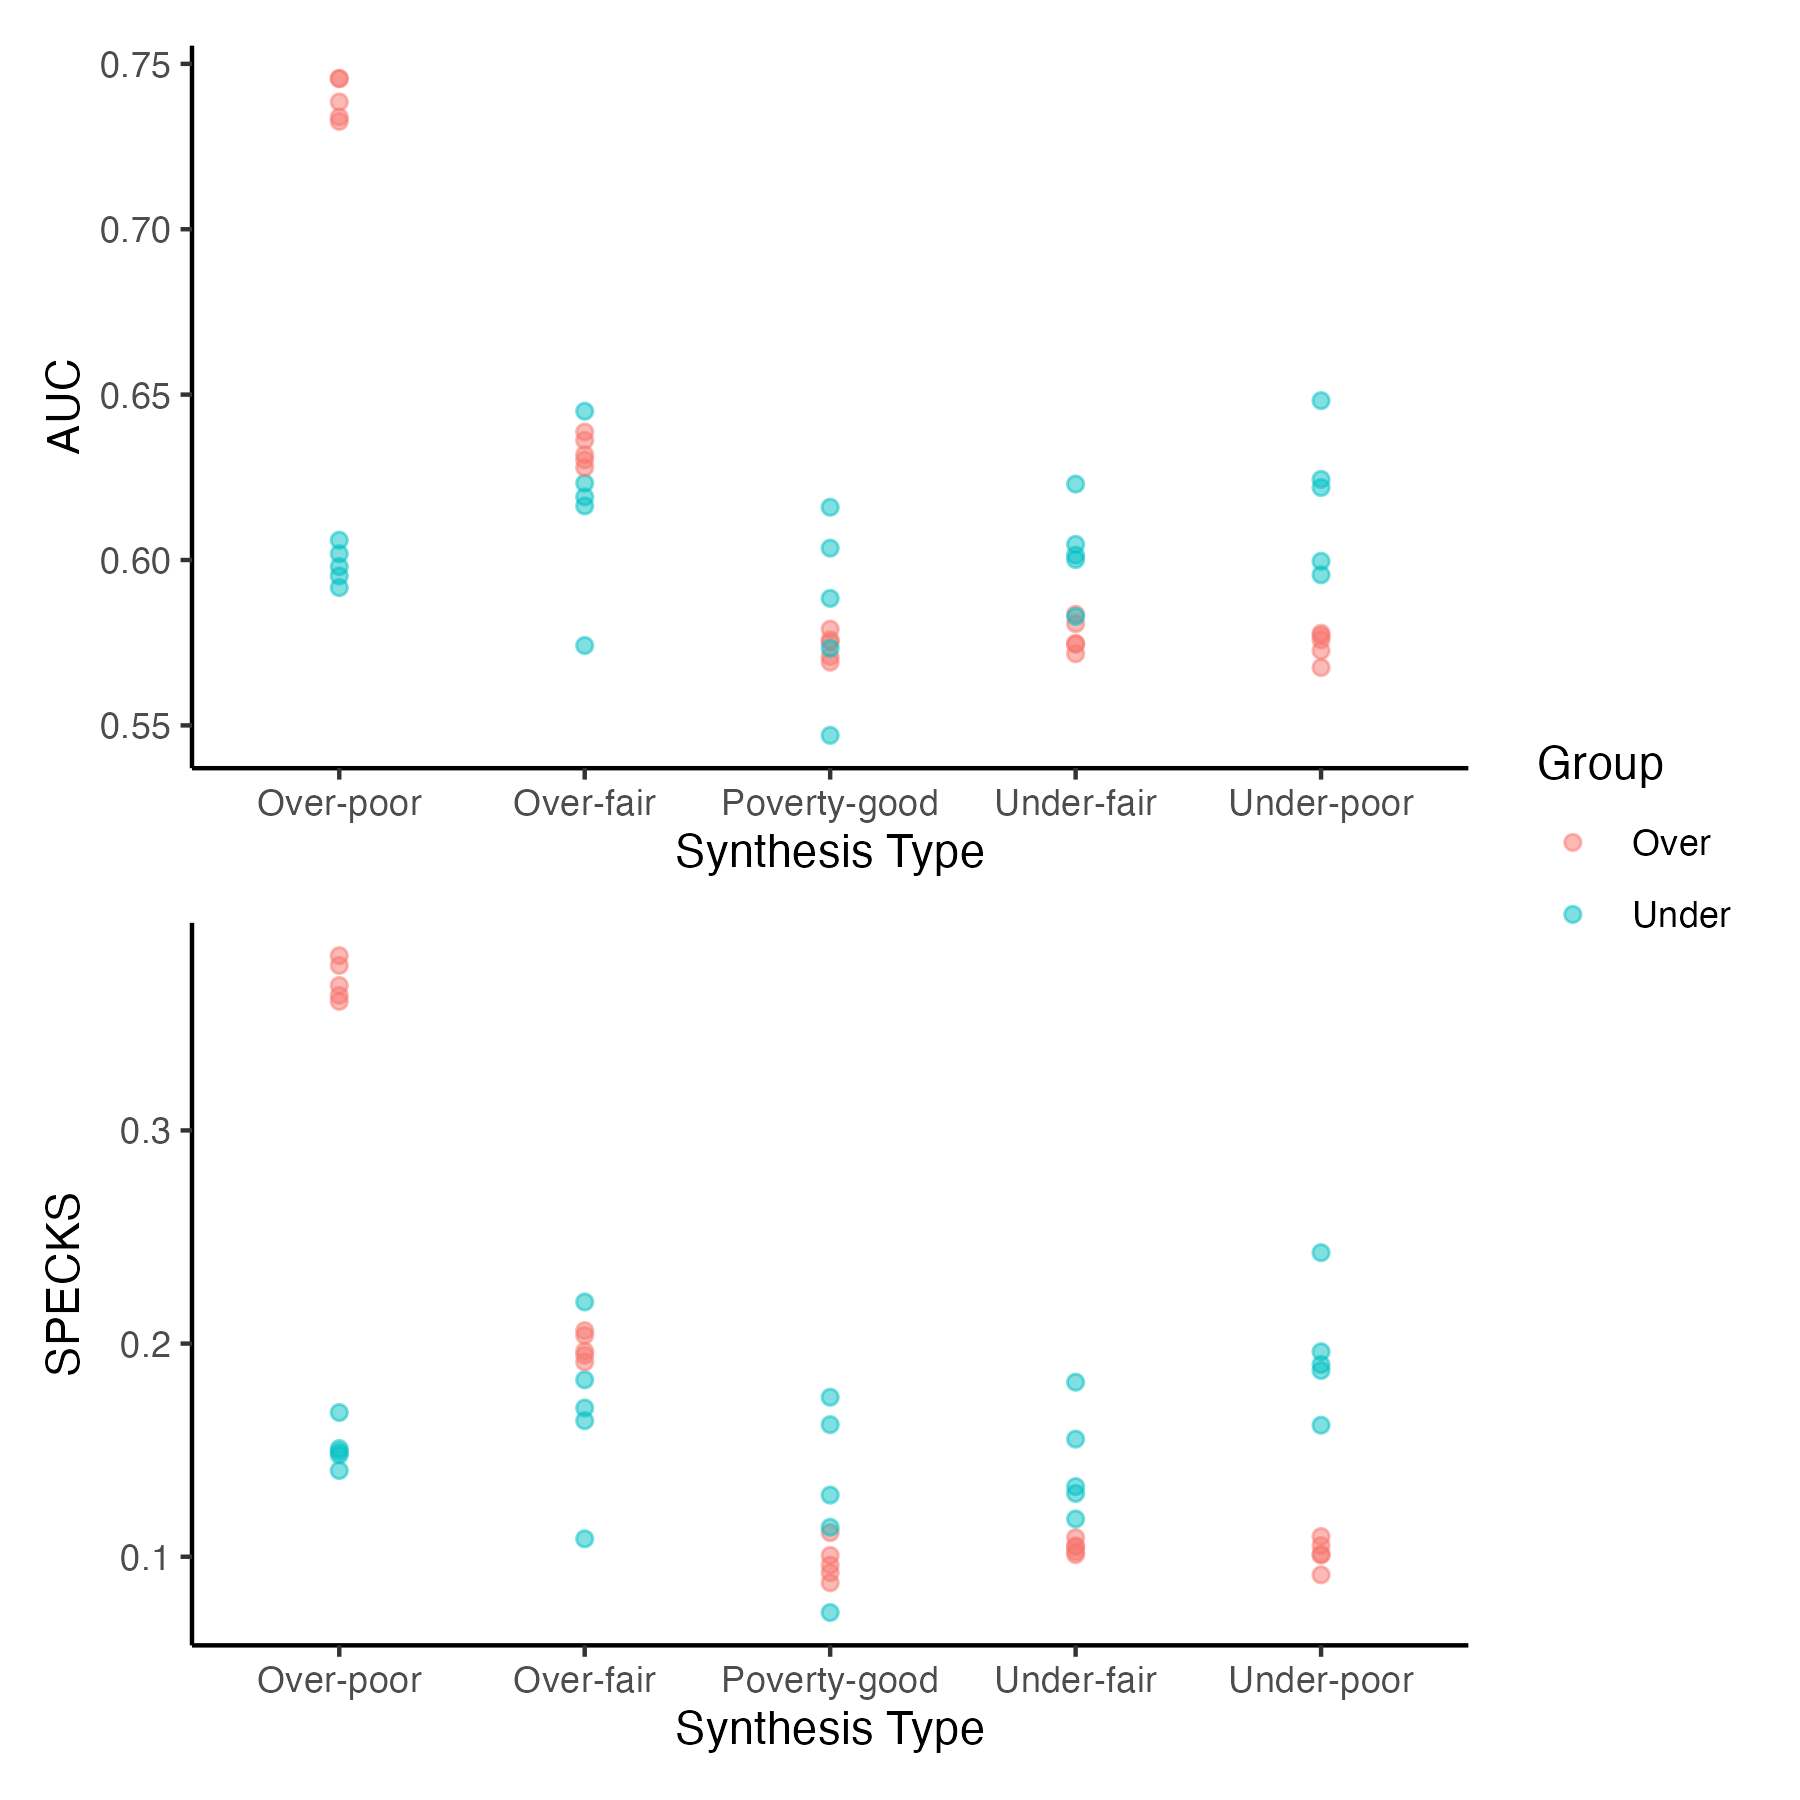 0.75
0.70
0.65
0.60
0.55
AUC
Over-poor Over-fair Poverty-good Under-fair Under-poor
Synthesis Type
Group
Over
Under
0.3
0.2
0.1
SPECKS
Over-poor Over-fair Poverty-good Under-fair Under-poor
Synthesis Type